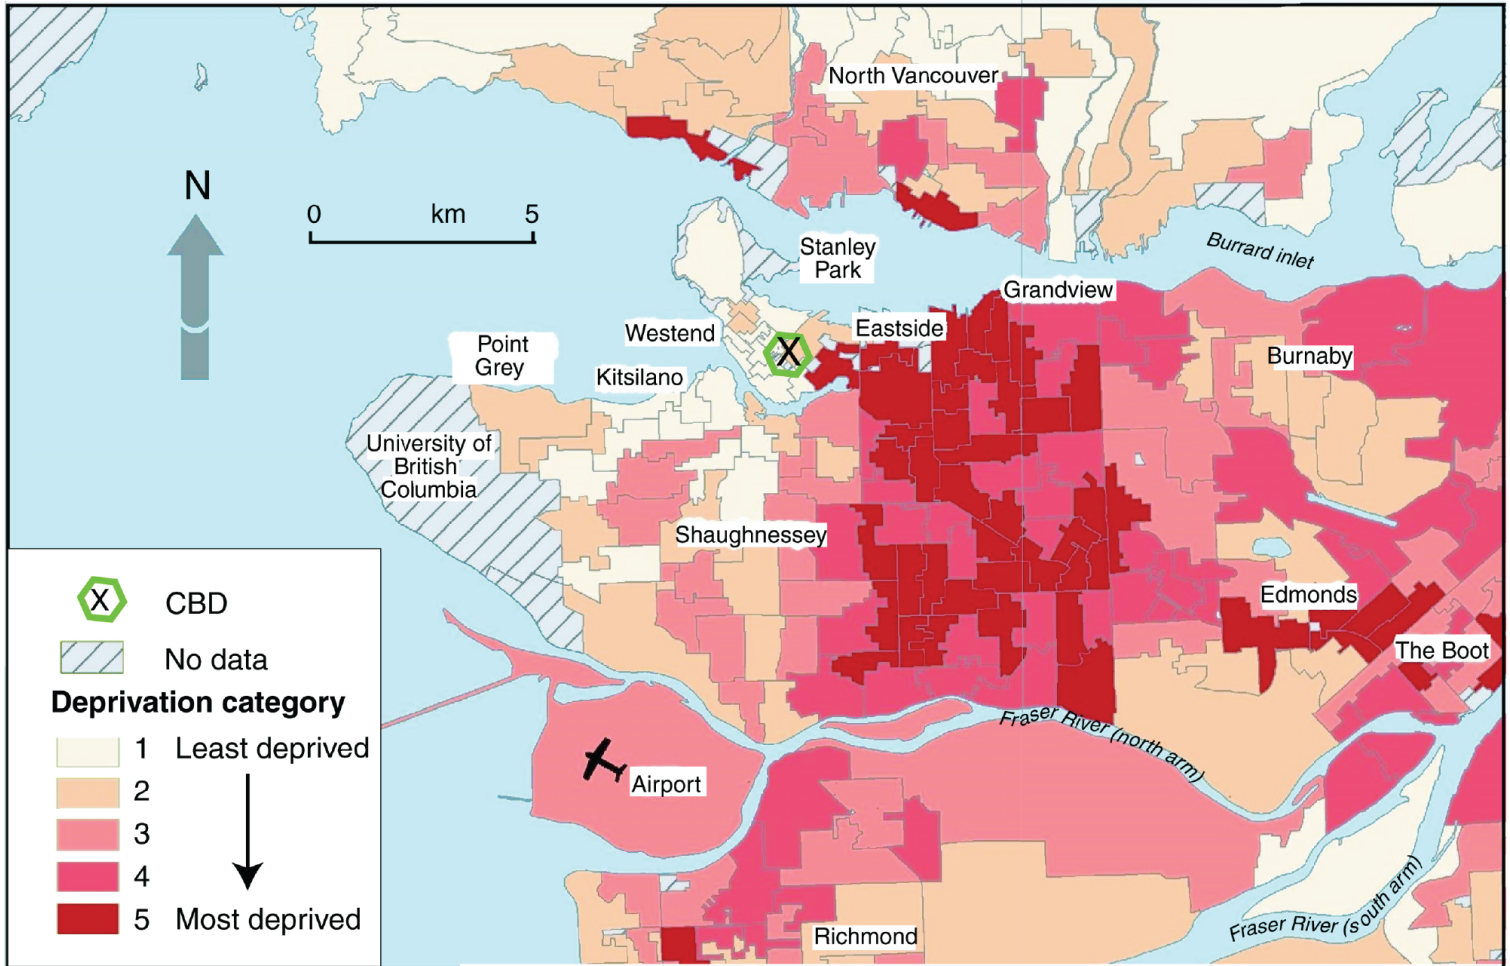 North Vancouver
N
0 km 5
Stanley
Park
Burrard inlet
Grandview
Westend
Eastside
X
Point
Grey
Kitsilano
Burnaby
University of
British
Columbia
Shaughnessey
Edmonds
The Boot
Fraser River (north arm)
Airport
Richmond
Fraser River (south arm)
X CBD
No data
Deprivation category
1 Least deprived
2
3
4
5 Most deprived